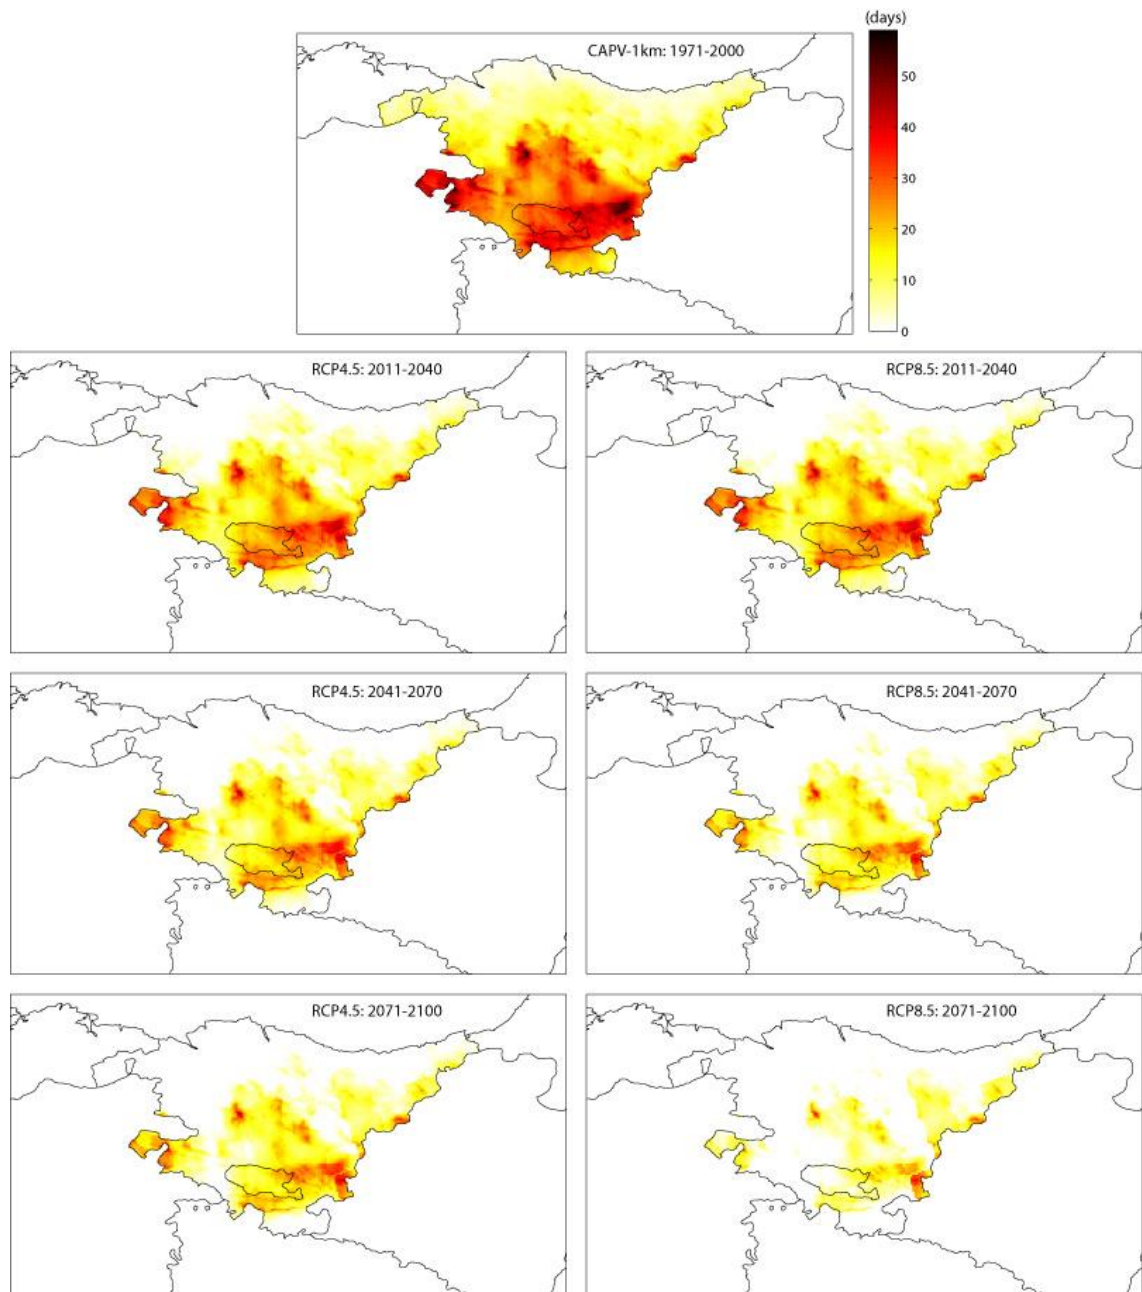 (days)
CAPV-1km: 1971-2000
50
40
30
20
10
0
RCP4.5: 2011-2040
RCP8.5: 2011-2040
RCP4.5: 2041-2070
RCP8.5: 2041-2070
RCP4.5: 2071-2100
RCP8.5: 2071-2100